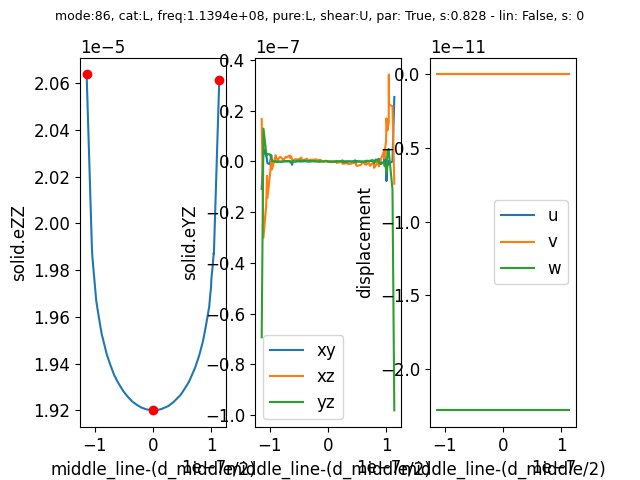 mode:86, cat:L, freq:1.1394e+08, pure:L, shear:U, par: True, s:0.828 - lin: False, s: 0
1e−5
1e−7
1e−11
2.06
2.04
2.02
2.00
1.98
1.96
1.94
1.92
solid.eZZ
−1
0
1
1e−7
middle_line-(d_middle/2)
0.4
0.2
0.0
−0.2
−0.4
−0.6
−0.8
−1.0
solid.eYZ
xy
xz
yz
−1
0
1
1e−7
middle_line-(d_middle/2)
0.0
−0.5
−1.0
−1.5
−2.0
displacement
u
v
w
−1
0
1
middle_line-(d_middle/2)